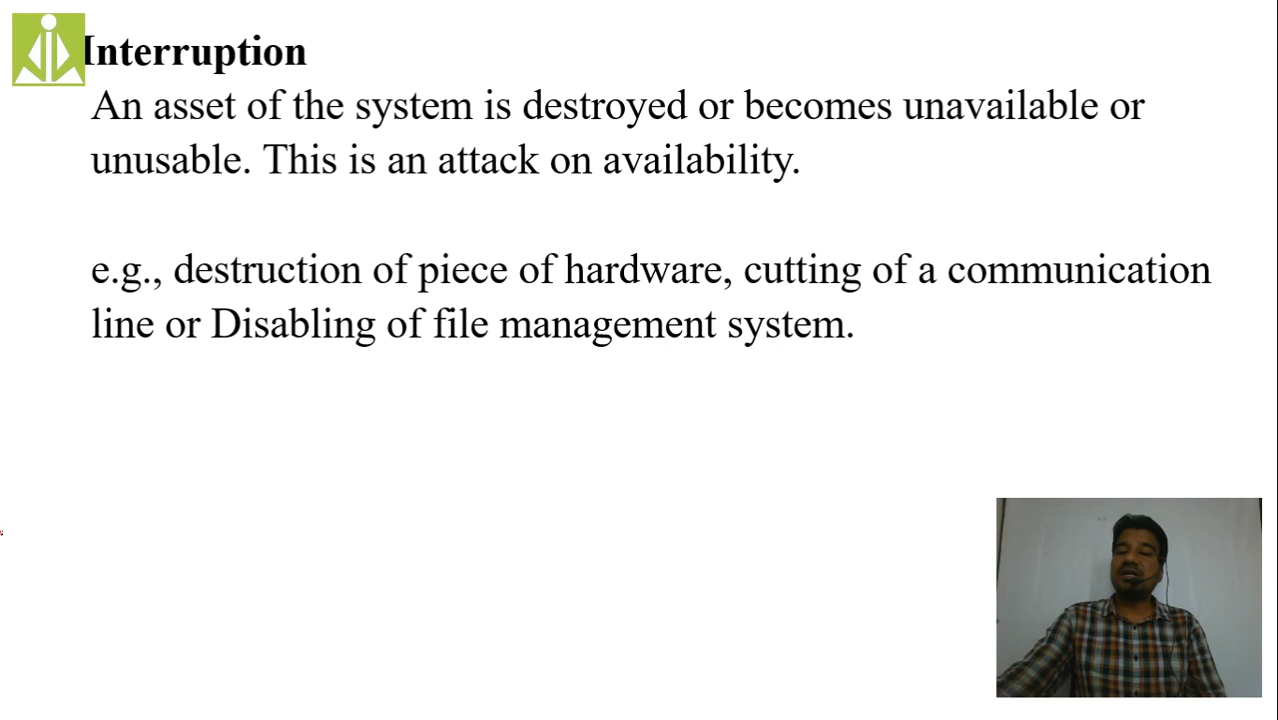 Interruption
An asset of the system is destroyed or becomes unavailable or
unusable. This is an attack on availability.
e.g., destruction of piece of hardware, cutting of a communication
line or Disabling of file management system.